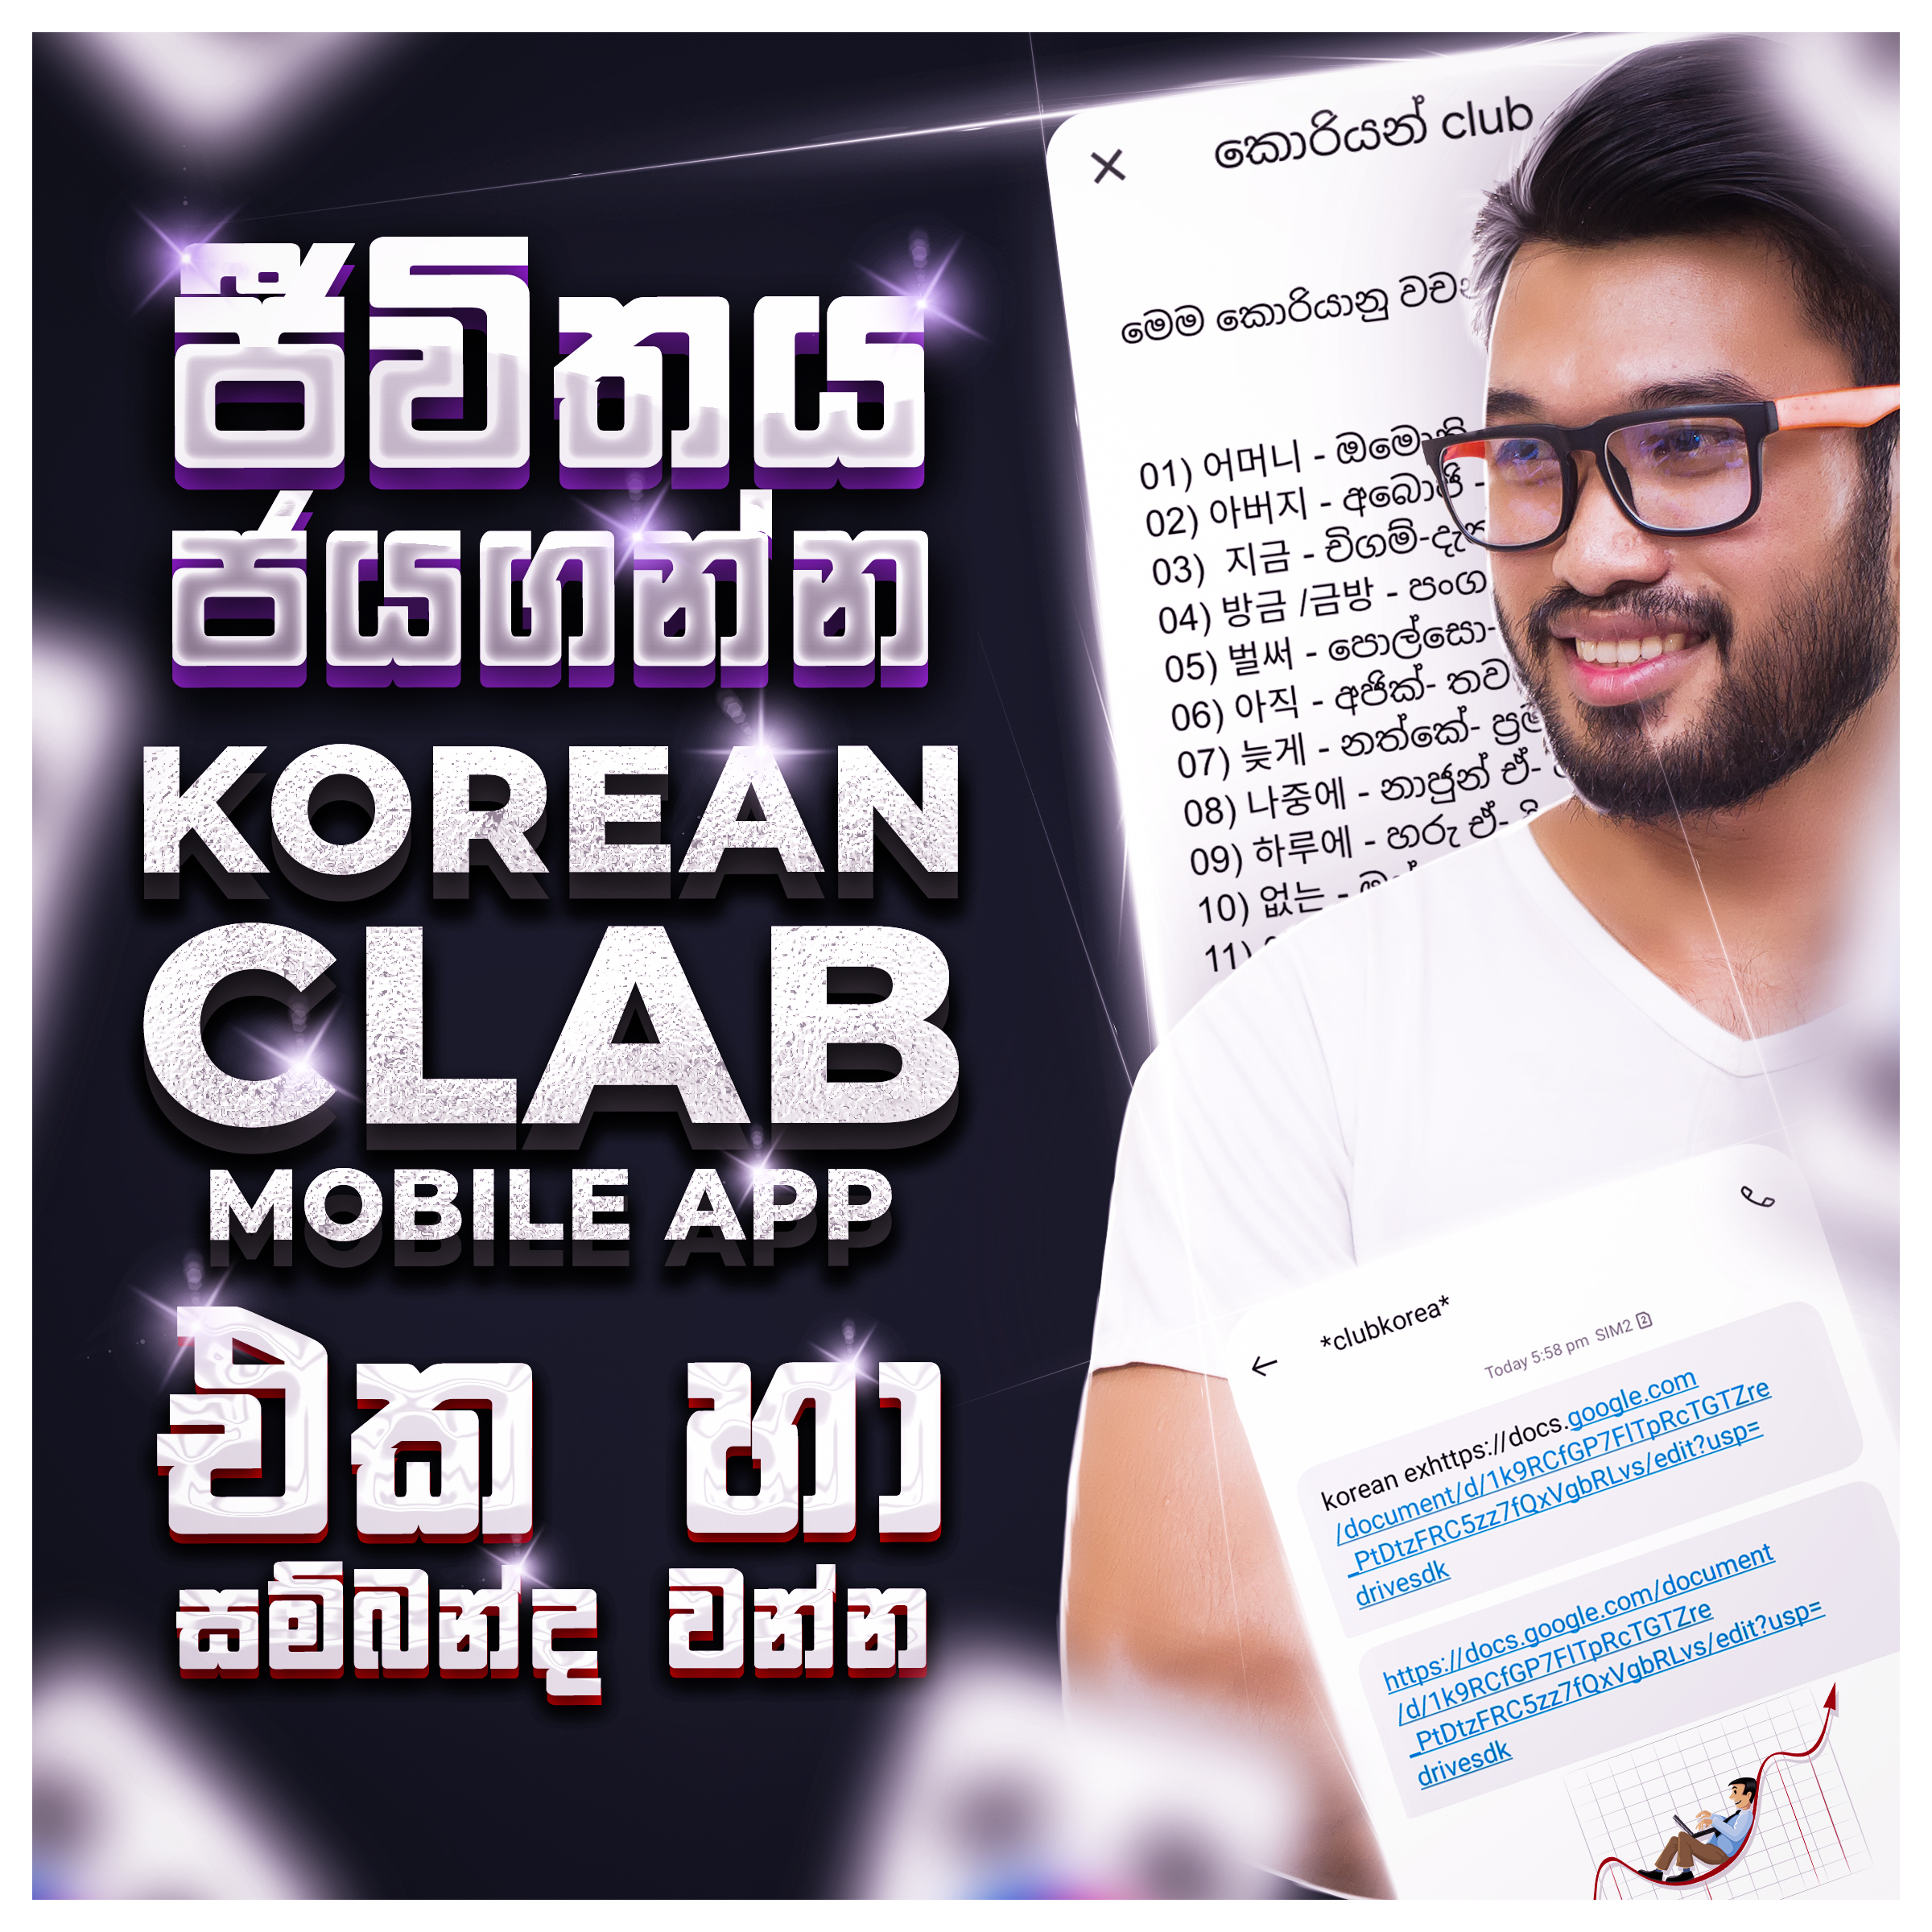 ජීවිතය
ජයගන්න
KOREAN
CLAB
MOBILE APP
එක හා
සම්බන්ද වන්න
කොරියන් club
මෙම කොරියානු
01) 어머니 - ඔමොනි
02) 아버지 - අබොජි -
03) 지금 - චිගම්-
04) 방금 /금방 - පංග
05) 벌써 - පොල්සො-
06) 아직 - අජික්- තව
07) 늦게 - නත්කේ-
08) 나중에 - නාජුන් ඒ-
09) 하루에 - හරු ඒ-
10) 없는 -
11)
*clubkorea*
Today 5:58 pm SIM2 2
korean exhttps://docs.google.com
/document/d/1k9RCfGP7FlTpRcTGTZre
_PtDtzFRC5zz7fQxVgbRLvs/edit?usp=
drivesdk
https://docs.google.com/document
/d/1k9RCfGP7FlTpRcTGTZre
_PtDtzFRC5zz7fQxVgbRLvs/edit?usp=
drivesdk